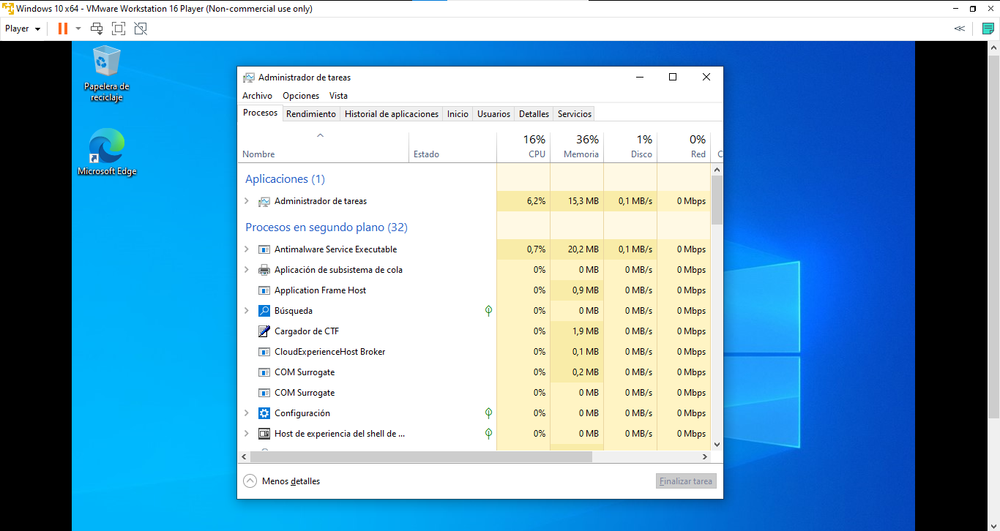 Windows 10 x64 - VMware Workstation 16 Player (Non-commercial use only)
Player
Papelera de
reciclaje
Microsoft Edge
Administrador de tareas
Archivo Opciones Vista
Procesos Rendimiento Historial de aplicaciones Inicio Usuarios Detalles Servicios
16% 36% 1% 0%
Nombre Estado CPU Memoria Disco Red C
Aplicaciones (1)
Administrador de tareas 6,2% 15,3 MB 0,1 MB/s 0 Mbps
Procesos en segundo plano (32)
Antimalware Service Executable 0,7% 20,2 MB 0,1 MB/s 0 Mbps
Aplicación de subsistema de cola 0% 0 MB 0 MB/s 0 Mbps
Application Frame Host 0% 0,9 MB 0 MB/s 0 Mbps
Búsqueda 0% 0 MB 0 MB/s 0 Mbps
Cargador de CTF 0% 1,9 MB 0 MB/s 0 Mbps
CloudExperienceHost Broker 0% 0,1 MB 0 MB/s 0 Mbps
COM Surrogate 0% 0,2 MB 0 MB/s 0 Mbps
COM Surrogate 0% 0 MB 0 MB/s 0 Mbps
Configuración 0% 0 MB 0 MB/s 0 Mbps
Host de experiencia del shell de ... 0% 0 MB 0 MB/s 0 Mbps
Menos detalles
Finalizar tarea